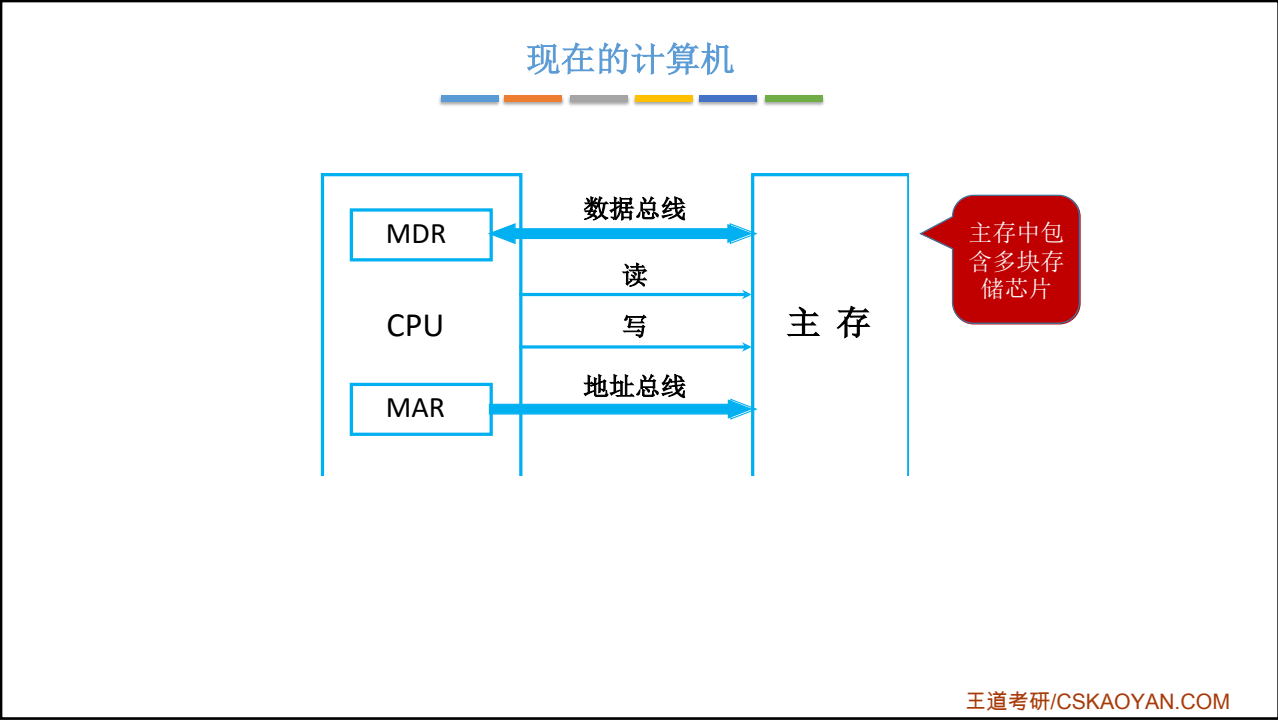 现在的计算机
数据总线
MDR
主存中包
含多块存
储芯片
读
CPU
写
主 存
地址总线
MAR
王道考研/CSKAOYAN.COM